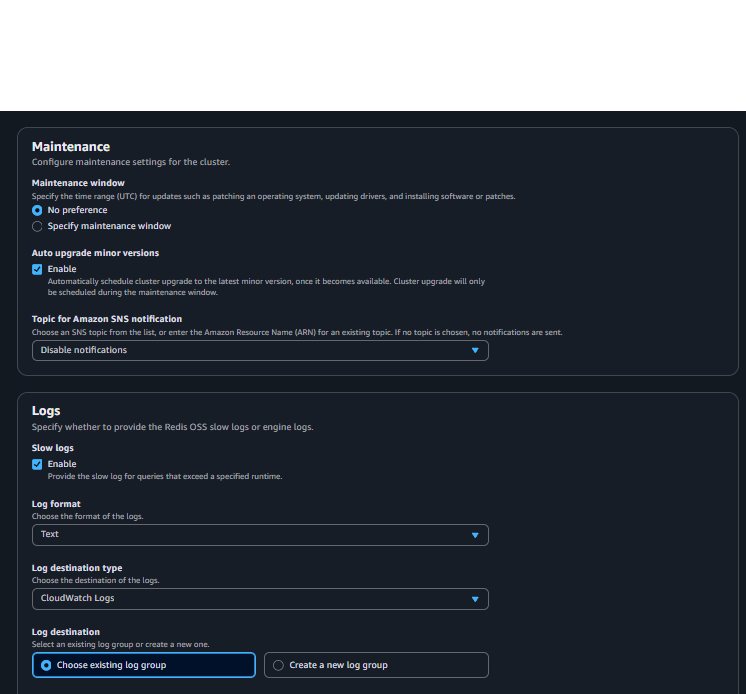 Maintenance
Configure maintenance settings for the cluster.
Maintenance window
Specify the time range (UTC) for updates such as patching an operating system, updating drivers, and installing software or patches.
No preference
Specify maintenance window
Auto upgrade minor versions
Enable
Automatically schedule cluster upgrade to the latest minor version, once it becomes available. Cluster upgrade will only
be scheduled during the maintenance window.
Topic for Amazon SNS notification
Choose an SNS topic from the list, or enter the Amazon Resource Name (ARN) for an existing topic. If no topic is chosen, no notifications are sent.
Disable notifications
Logs
Specify whether to provide the Redis OSS slow logs or engine logs.
Slow logs
Enable
Provide the slow log for queries that exceed a specified runtime.
Log format
Choose the format of the logs.
Text
Log destination type
Choose the destination of the logs.
CloudWatch Logs
Log destination
Select an existing log group or create a new one.
Choose existing log group
Create a new log group